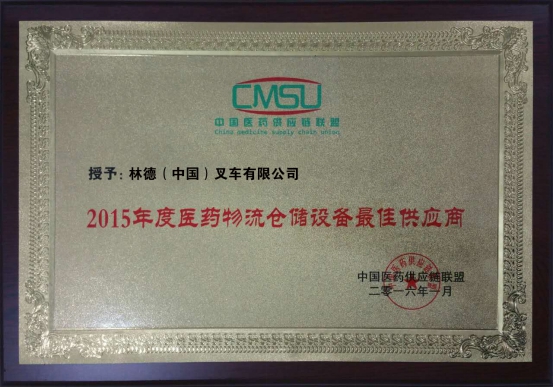 CMSU
中国医药供应链联盟
China medicine supply chain union
授予：林德（中国）叉车有限公司
2015年度医药物流仓储设备最佳供应商
中国医药供应链联盟
二零一六年一月